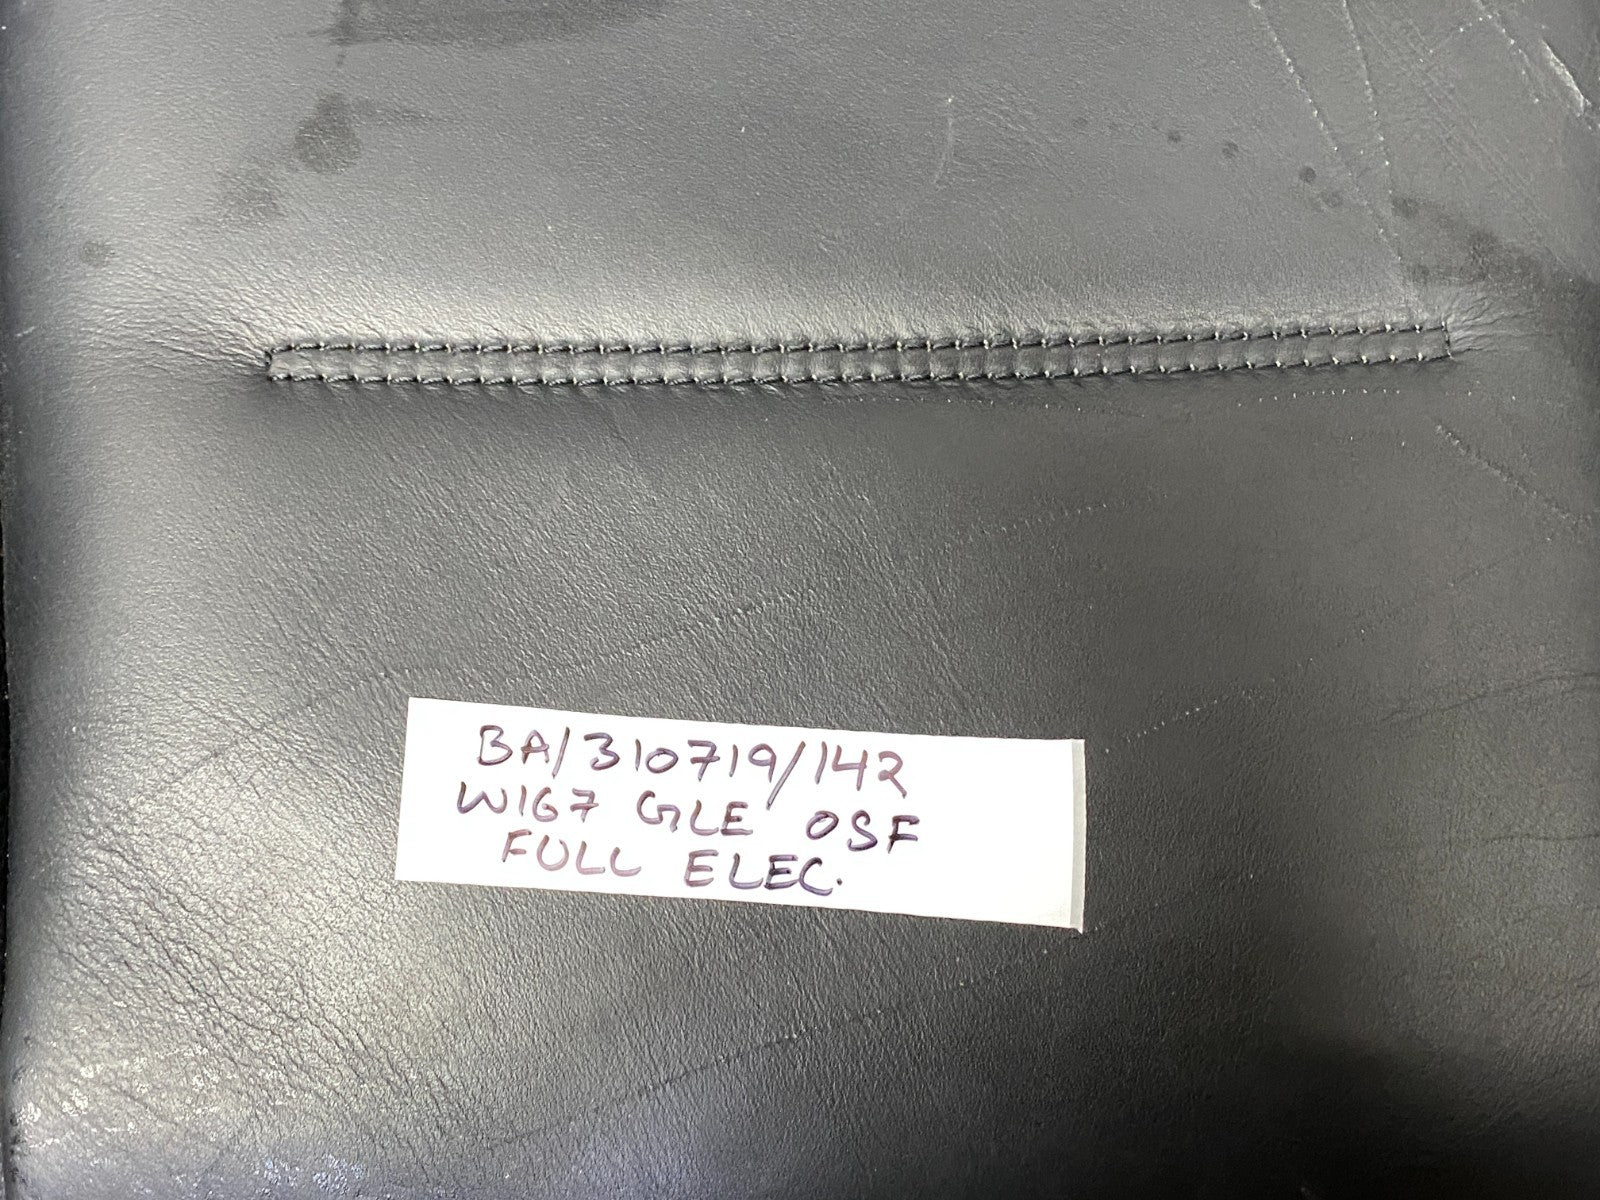 BA/310719/142
W167 GLE OSF
FULL ELEC.